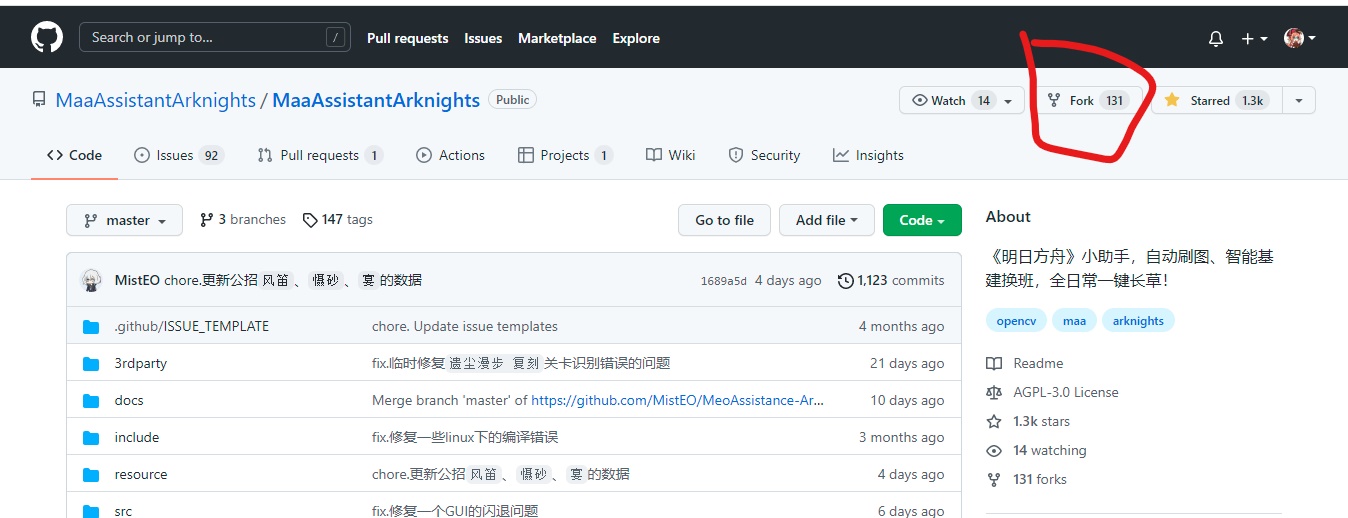 Search or jump to... /
Pull requests Issues Marketplace Explore
MaaAssistantArknights / MaaAssistantArknights Public
Watch 14 Fork 131 Starred 1.3k
Code Issues 92 Pull requests 1 Actions Projects 1 Wiki Security Insights
master 3 branches 147 tags Go to file Add file Code
MistEO chore.更新公招 风笛 、 慑砂 、 宴 的数据 1689a5d 4 days ago 1,123 commits
.github/ISSUE_TEMPLATE chore. Update issue templates 4 months ago
3rdparty fix.临时修复 遗尘漫步 复刻 关卡识别错误的问题 21 days ago
docs Merge branch 'master' of https://github.com/MistEO/MeoAssistance-Ar... 10 days ago
include fix.修复一些linux下的编译错误 3 months ago
resource chore.更新公招 风笛 、 慑砂 、 宴 的数据 4 days ago
src fix.修复一个GUI的闪退问题 6 days ago
About
《明日方舟》小助手，自动刷图、智能基
建换班，全日常一键长草！
opencv maa arknights
Readme
AGPL-3.0 License
1.3k stars
14 watching
131 forks